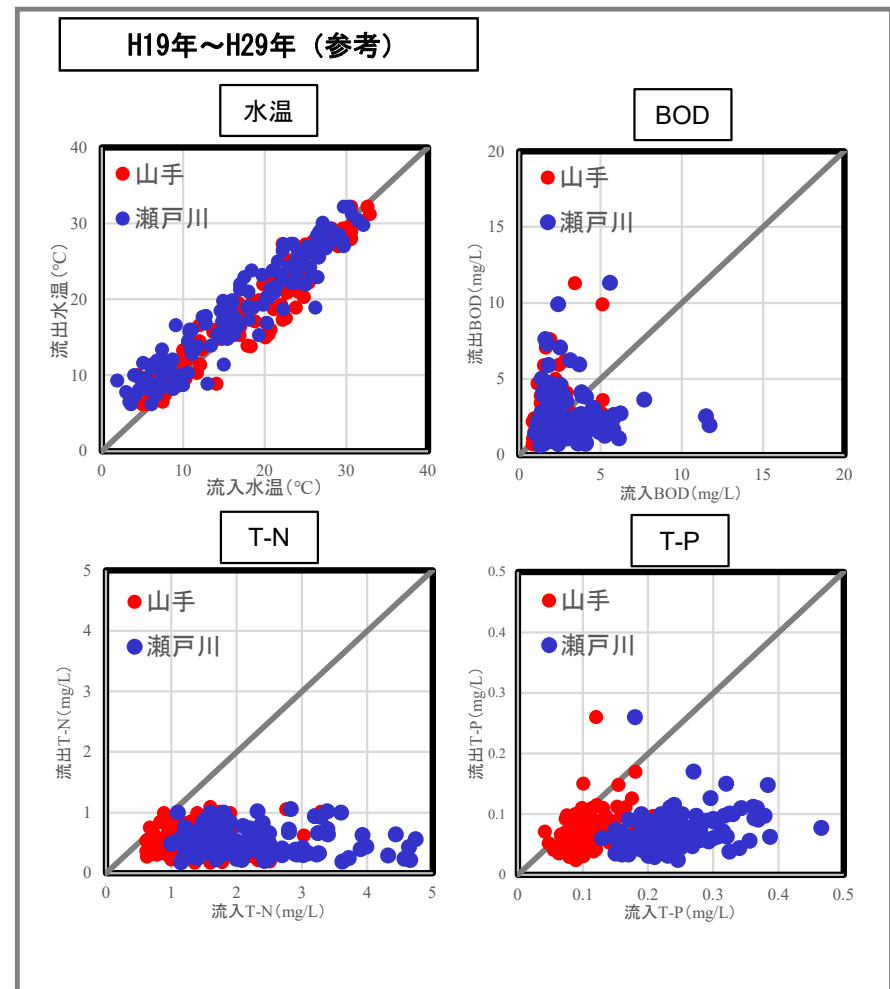 H19年～H29年（参考）
水温
40
30
20
10
0
0
10
20
30
40
山手
瀬戸川
流出水温(℃)
流入水温(℃)
BOD
20
15
10
5
0
0
5
10
15
20
山手
瀬戸川
流出BOD(mg/L)
流入BOD(mg/L)
T-N
5
4
3
2
1
0
0
1
2
3
4
5
山手
瀬戸川
流出T-N(mg/L)
流入T-N(mg/L)
T-P
0.5
0.4
0.3
0.2
0.1
0
0
0.1
0.2
0.3
0.4
0.5
山手
瀬戸川
流出T-P(mg/L)
流入T-P(mg/L)